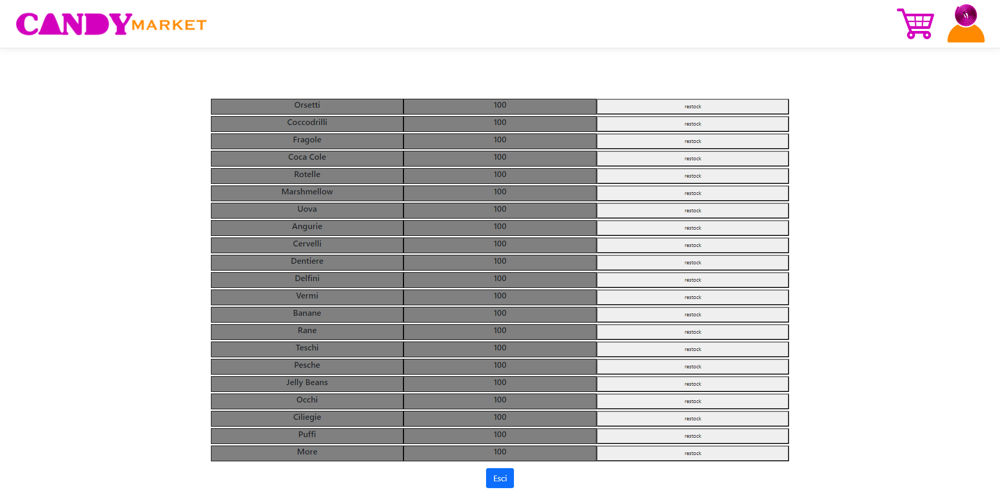 CANDY MARKET
Orsetti 100 restock
Coccodrilli 100 restock
Fragole 100 restock
Coca Cole 100 restock
Rotelle 100 restock
Marshmellow 100 restock
Uova 100 restock
Angurie 100 restock
Cervelli 100 restock
Dentiere 100 restock
Delfini 100 restock
Vermi 100 restock
Banane 100 restock
Rane 100 restock
Teschi 100 restock
Pesche 100 restock
Jelly Beans 100 restock
Occhi 100 restock
Ciliegie 100 restock
Puffi 100 restock
More 100 restock
Esci